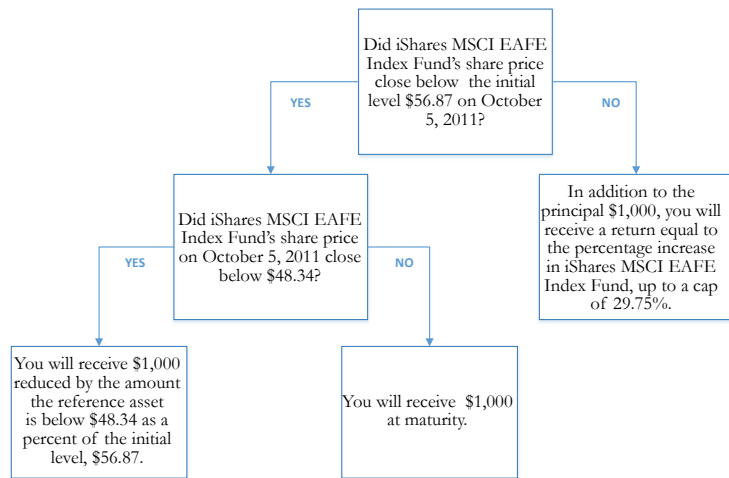 Did iShares MSCI EAFE
Index Fund's share price
close below the initial
level $56.87 on October
5, 2011?
YES
NO
Did iShares MSCI EAFE
Index Fund's share price
on October 5, 2011 close
below $48.34?
In addition to the
principal $1,000, you will
receive a return equal to
the percentage increase
in iShares MSCI EAFE
Index Fund, up to a cap
of 29.75%.
YES
NO
You will receive $1,000
reduced by the amount
the reference asset
is below $48.34 as a
percent of the initial
level, $56.87.
You will receive $1,000
at maturity.